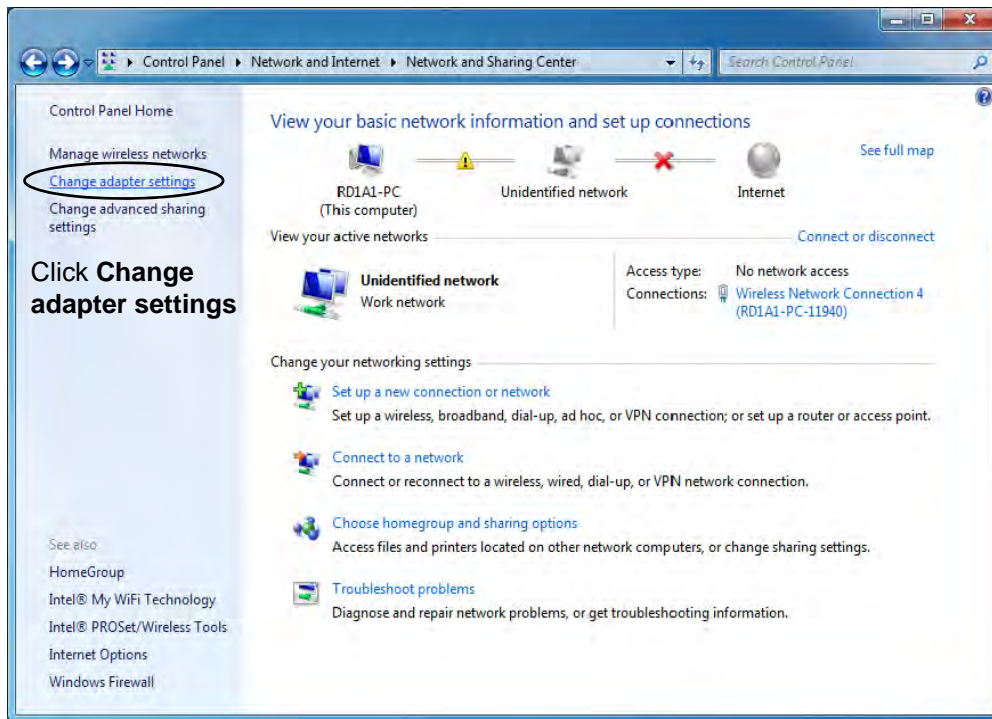 Control Panel
Network and Internet
Network and Sharing Center
Search Control Panel
Control Panel Home
Manage wireless networks
Change adapter settings
Change advanced sharing
settings
Click Change
adapter settings
See also
HomeGroup
Intel® My WiFi Technology
Intel® PROSet/Wireless Tools
Internet Options
Windows Firewall
View your basic network information and set up connections
See full map
RD1A1-PC
(This computer)
Unidentified network
Internet
View your active networks
Connect or disconnect
Unidentified network
Work network
Access type: No network access
Connections: Wireless Network Connection 4
(RD1A1-PC-11940)
Change your networking settings
Set up a new connection or network
Set up a wireless, broadband, dial-up, ad hoc, or VPN connection; or set up a router or access point.
Connect to a network
Connect or reconnect to a wireless, wired, dial-up, or VPN network connection.
Choose homegroup and sharing options
Access files and printers located on other network computers, or change sharing settings.
Troubleshoot problems
Diagnose and repair network problems, or get troubleshooting information.